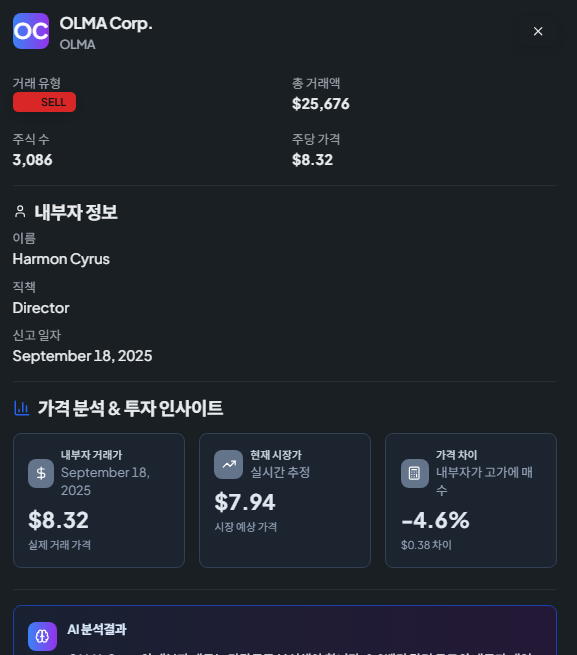 OC
OLMA Corp.
OLMA
거래 유형
총 거래액
SELL
$25,676
주식 수
주당 가격
3,086
$8.32
내부자 정보
이름
Harmon Cyrus
직책
Director
신고 일자
September 18, 2025
가격 분석 & 투자 인사이트
내부자 거래가
September 18,
2025
$8.32
실제 거래 가격
현재 시장가
실시간 추정
$7.94
시장 예상 가격
가격 차이
내부자가 고가에 매
수
-4.6%
$0.38 차이
AI 분석결과